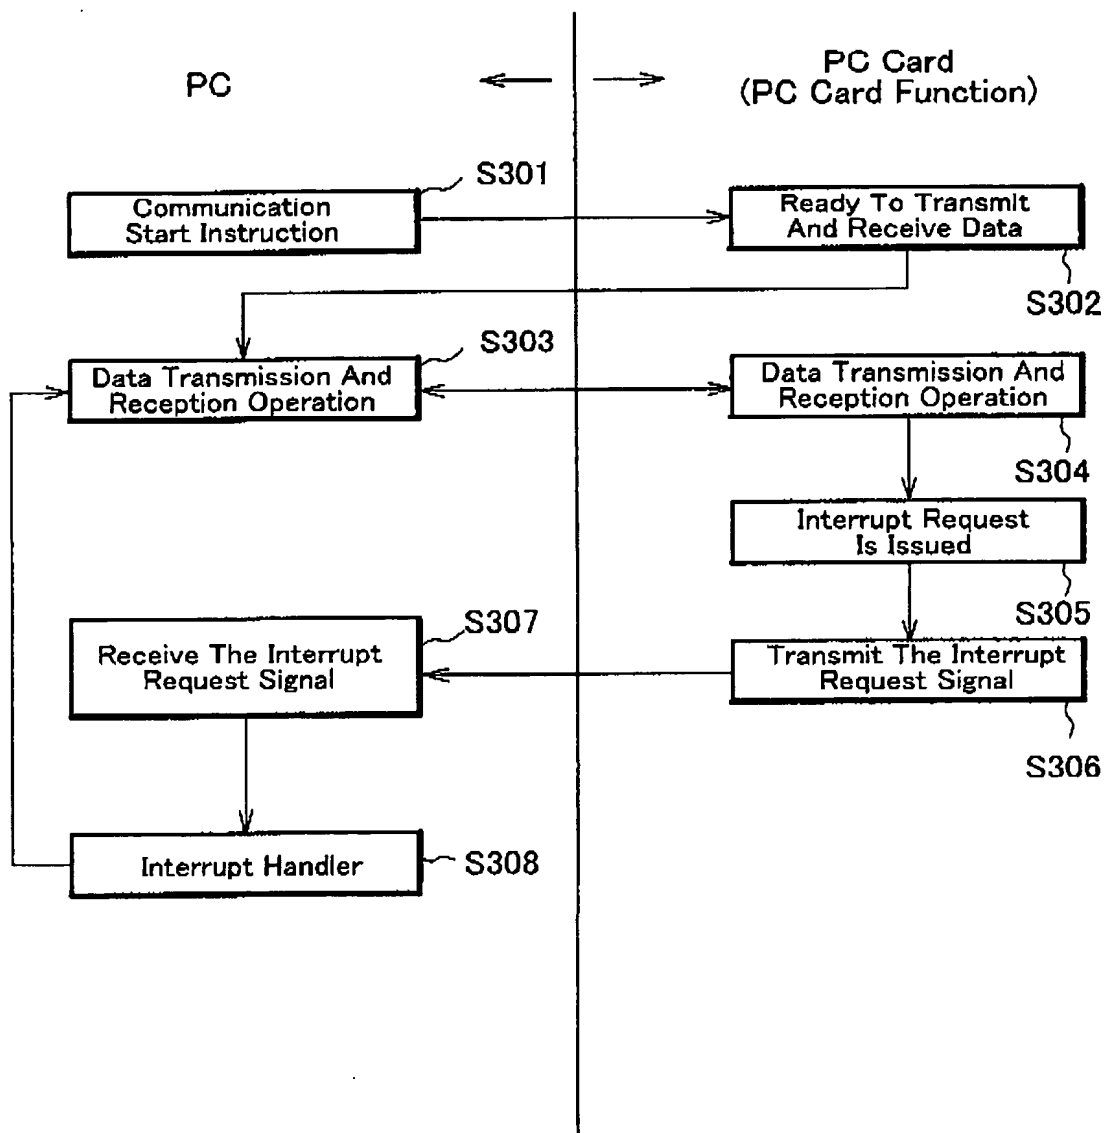 PC
PC Card
(PC Card Function)
S301
Communication
Start Instruction
Ready To Transmit
And Receive Data
S302
S303
Data Transmission And
Reception Operation
Data Transmission And
Reception Operation
S304
Interrupt Request
Is Issued
S305
S307
Receive The Interrupt
Request Signal
Transmit The Interrupt
Request Signal
S306
Interrupt Handler
S308